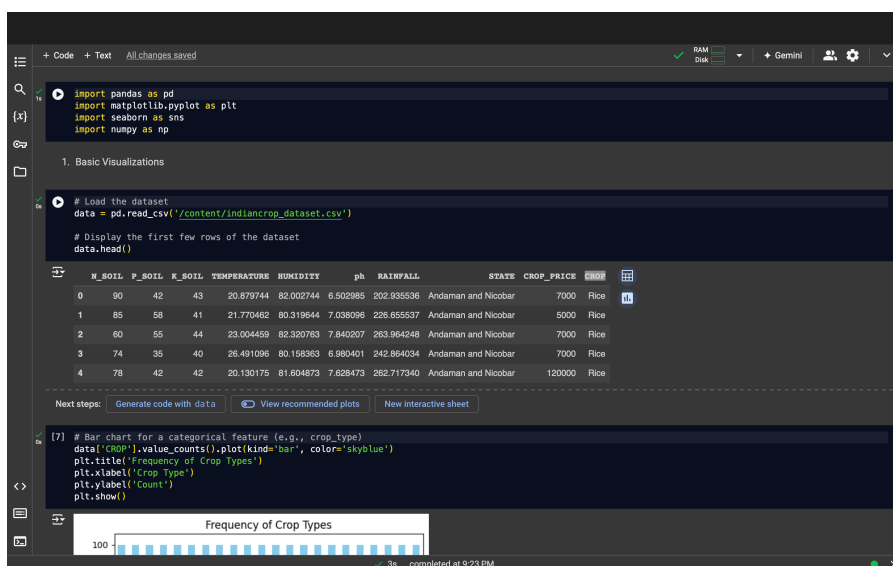 + Code + Text All changes saved
RAM
Disk
Gemini
1s
import pandas as pd
import matplotlib.pyplot as plt
import seaborn as sns
import numpy as np
{x}
1. Basic Visualizations
0s
# Load the dataset
data = pd.read_csv('/content/indiancrop_dataset.csv')
# Display the first few rows of the dataset
data.head()
N_SOIL P_SOIL K_SOIL TEMPERATURE HUMIDITY ph RAINFALL STATE CROP_PRICE CROP
0 90 42 43 20.879744 82.002744 6.502985 202.935536 Andaman and Nicobar 7000 Rice
1 85 58 41 21.770462 80.319644 7.038096 226.655537 Andaman and Nicobar 5000 Rice
2 60 55 44 23.004459 82.320763 7.840207 263.964248 Andaman and Nicobar 7000 Rice
3 74 35 40 26.491096 80.158363 6.980401 242.864034 Andaman and Nicobar 7000 Rice
4 78 42 42 20.130175 81.604873 7.628473 262.717340 Andaman and Nicobar 120000 Rice
Next steps: Generate code with data View recommended plots New interactive sheet
0s
[7] # Bar chart for a categorical feature (e.g., crop_type)
data['CROP'].value_counts().plot(kind='bar', color='skyblue')
plt.title('Frequency of Crop Types')
plt.xlabel('Crop Type')
plt.ylabel('Count')
plt.show()
Frequency of Crop Types
100
3s completed at 9:23 PM